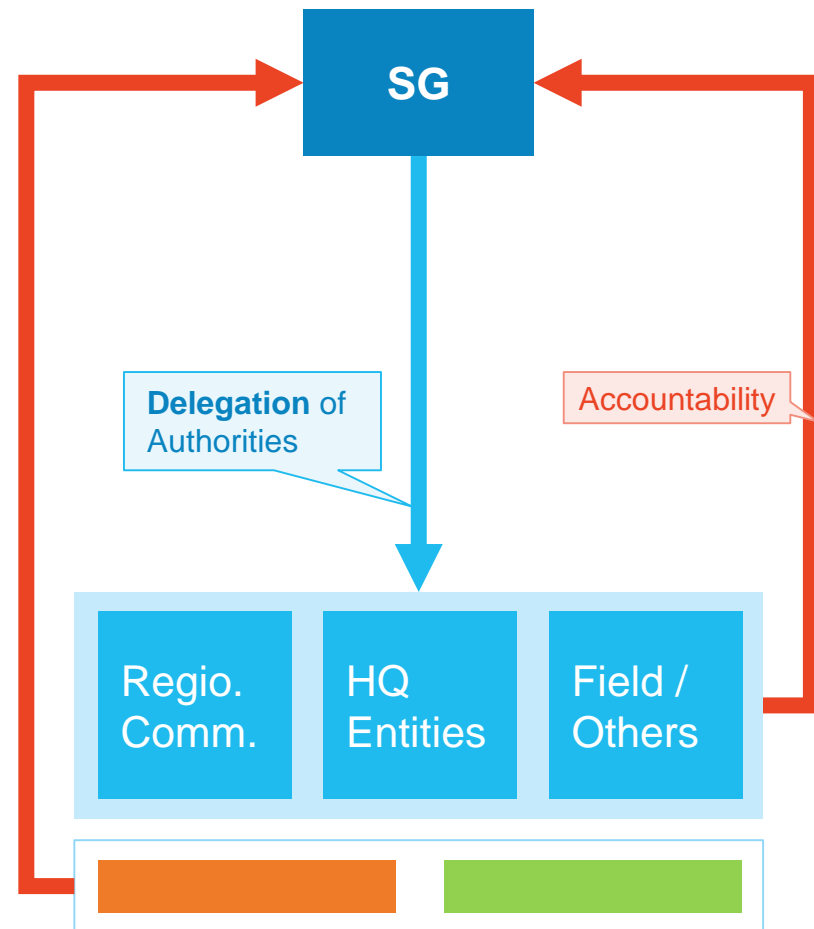 SG
Delegation of
Authorities
Accountability
Regio.
Comm.
HQ
Entities
Field /
Others